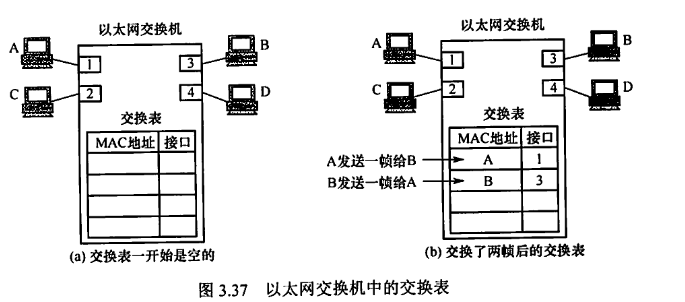 以太网交换机
A
B
1
3
C
2
4
D
交换表
MAC地址 接口
(a) 交换表一开始是空的
以太网交换机
A
B
1
3
C
2
4
D
交换表
MAC地址 接口
A发送一帧给B A 1
B发送一帧给A B 3
(b) 交换了两帧后的交换表
图 3.37 以太网交换机中的交换表